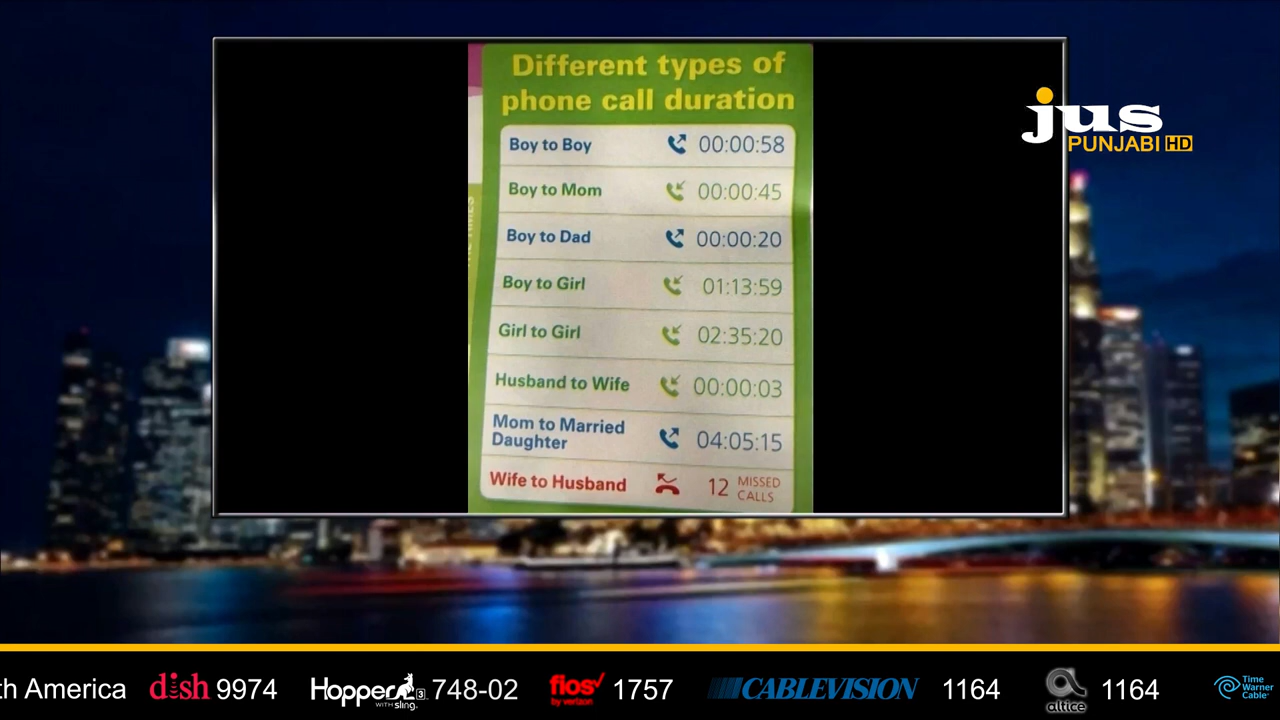 Different types of
phone call duration
Boy to Boy 00:00:58
Boy to Mom 00:00:45
Boy to Dad 00:00:20
Boy to Girl 01:13:59
Girl to Girl 02:35:20
Husband to Wife 00:00:03
Mom to Married
Daughter 04:05:15
Wife to Husband 12 MISSED
CALLS
jus
PUNJABI HD
th America dish 9974 Hopper 3 WITH sling 748-02 fios by verizon 1757 CABLEVISION 1164 altice 1164 Time
Warner
Cable